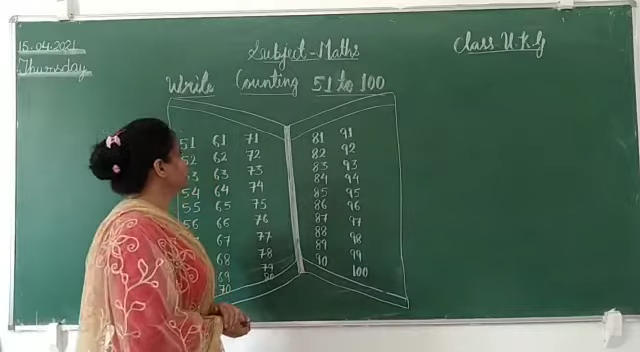 15.04.2021
Thursday
Subject-Maths
Class-U.K.G
Write Counting 51 to 100
51 61 71 81 91
52 62 72 82 92
53 63 73 83 93
54 64 74 84 94
55 65 75 85 95
56 66 76 86 96
67 77 87 97
68 78 88 98
69 79 89 99
70 80 90 100